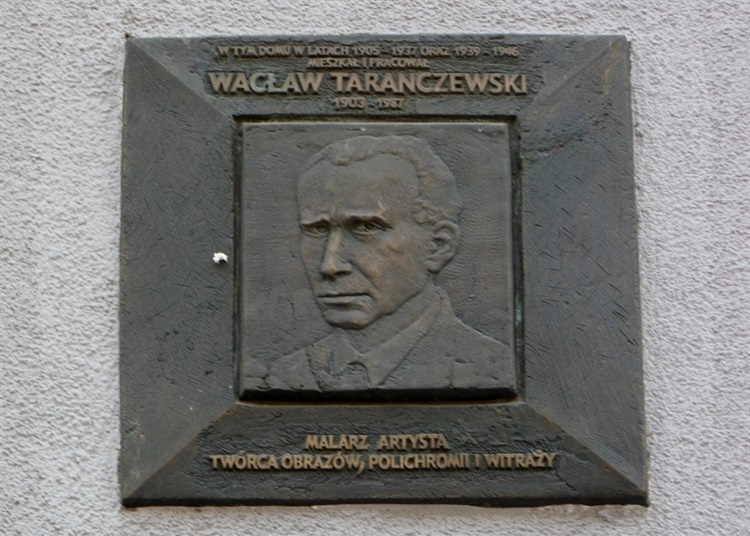 W TYM DOMU W LATACH 1905 - 1937 ORAZ 1939 - 1946
MIESZKAŁ I PRACOWAŁ
WACŁAW TARANCZEWSKI
1903 - 1987
MALARZ ARTYSTA
TWÓRCA OBRAZÓW, POLICHROMII I WITRAŻY